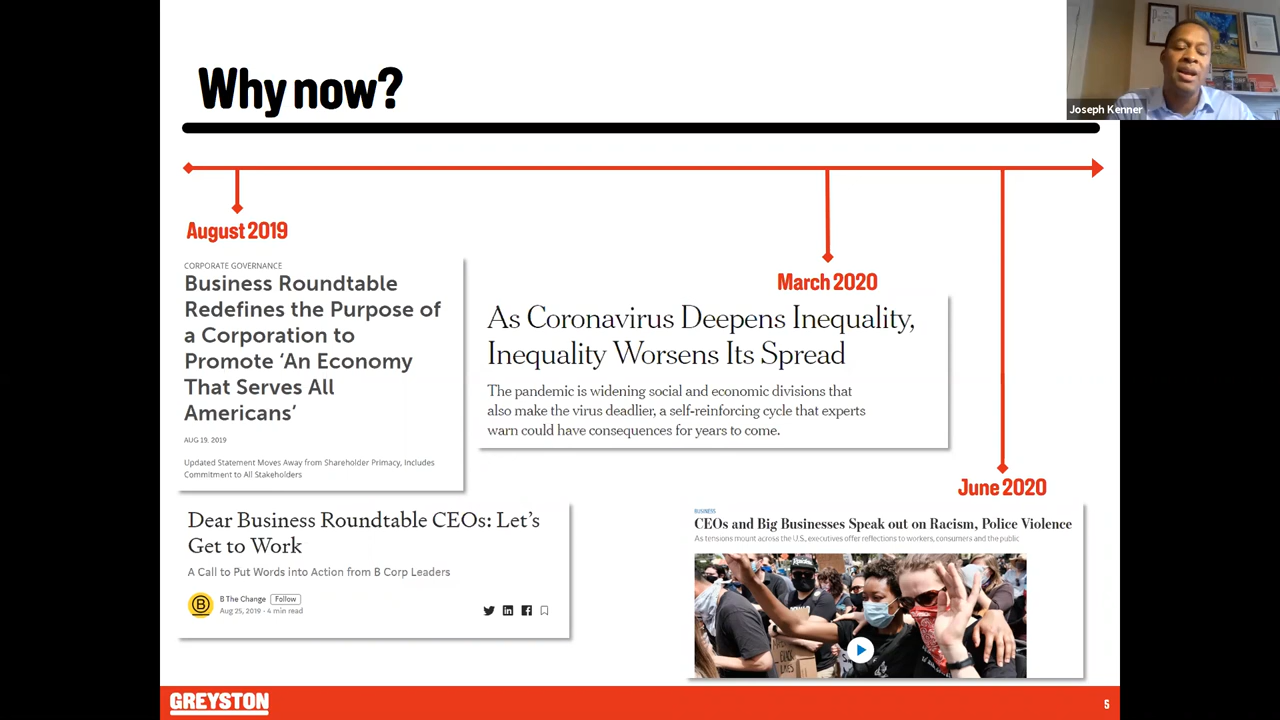 Why now?
Joseph Kenner
August 2019
CORPORATE GOVERNANCE
Business Roundtable
Redefines the Purpose of
a Corporation to
Promote ‘An Economy
That Serves All
Americans’
AUG 19, 2019
Updated Statement Moves Away from Shareholder Primacy, Includes
Commitment to All Stakeholders
Dear Business Roundtable CEOs: Let’s
Get to Work
A Call to Put Words into Action from B Corp Leaders
B
B The Change Follow
Aug 25, 2019 · 4 min read
March 2020
As Coronavirus Deepens Inequality,
Inequality Worsens Its Spread
The pandemic is widening social and economic divisions that
also make the virus deadlier, a self-reinforcing cycle that experts
warn could have consequences for years to come.
June 2020
BUSINESS
CEOs and Big Businesses Speak out on Racism, Police Violence
As tensions mount across the U.S., executives offer reflections to workers, consumers and the public
GREYSTON
5